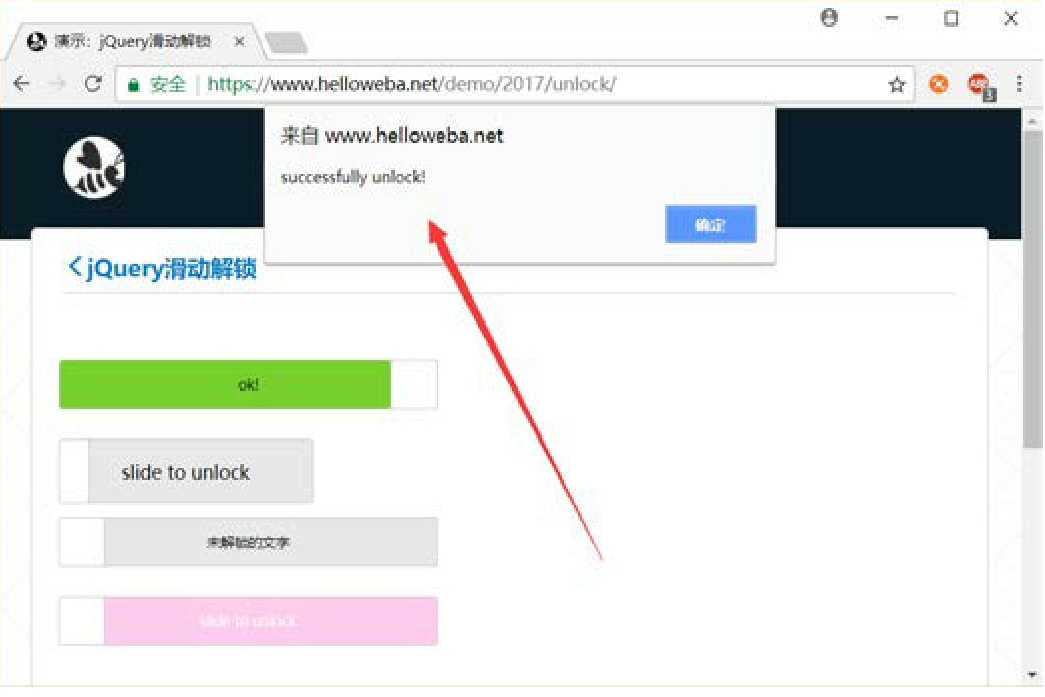 演示: jQuery滑动解锁
安全 https://www.helloweba.net/demo/2017/unlock/
3
来自 www.helloweba.net
successfully unlock!
确定
jQuery滑动解锁
ok!
slide to unlock
未解锁的文字
slide to unlock